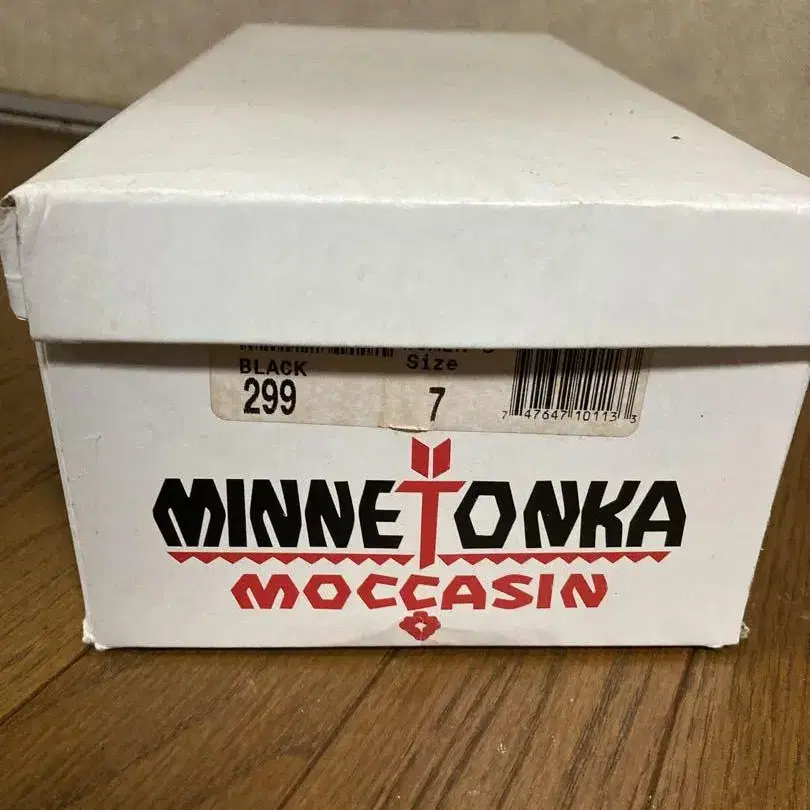 Size
BLACK
299
7
7 47647 10113 3
MINNETONKA
MOCCASIN